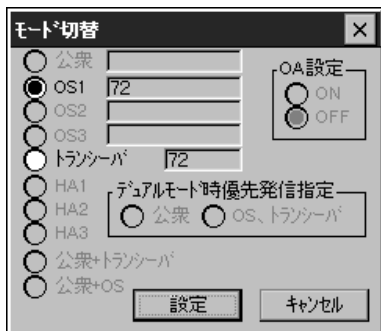 モード切替
公衆
OS1 72
OS2
OS3
トランシーバ 72
HA1
HA2
HA3
公衆+トランシーバ
公衆+OS
OA設定
ON
OFF
デュアルモード時優先発信指定
公衆 OS、トランシーバ
設定 キャンセル